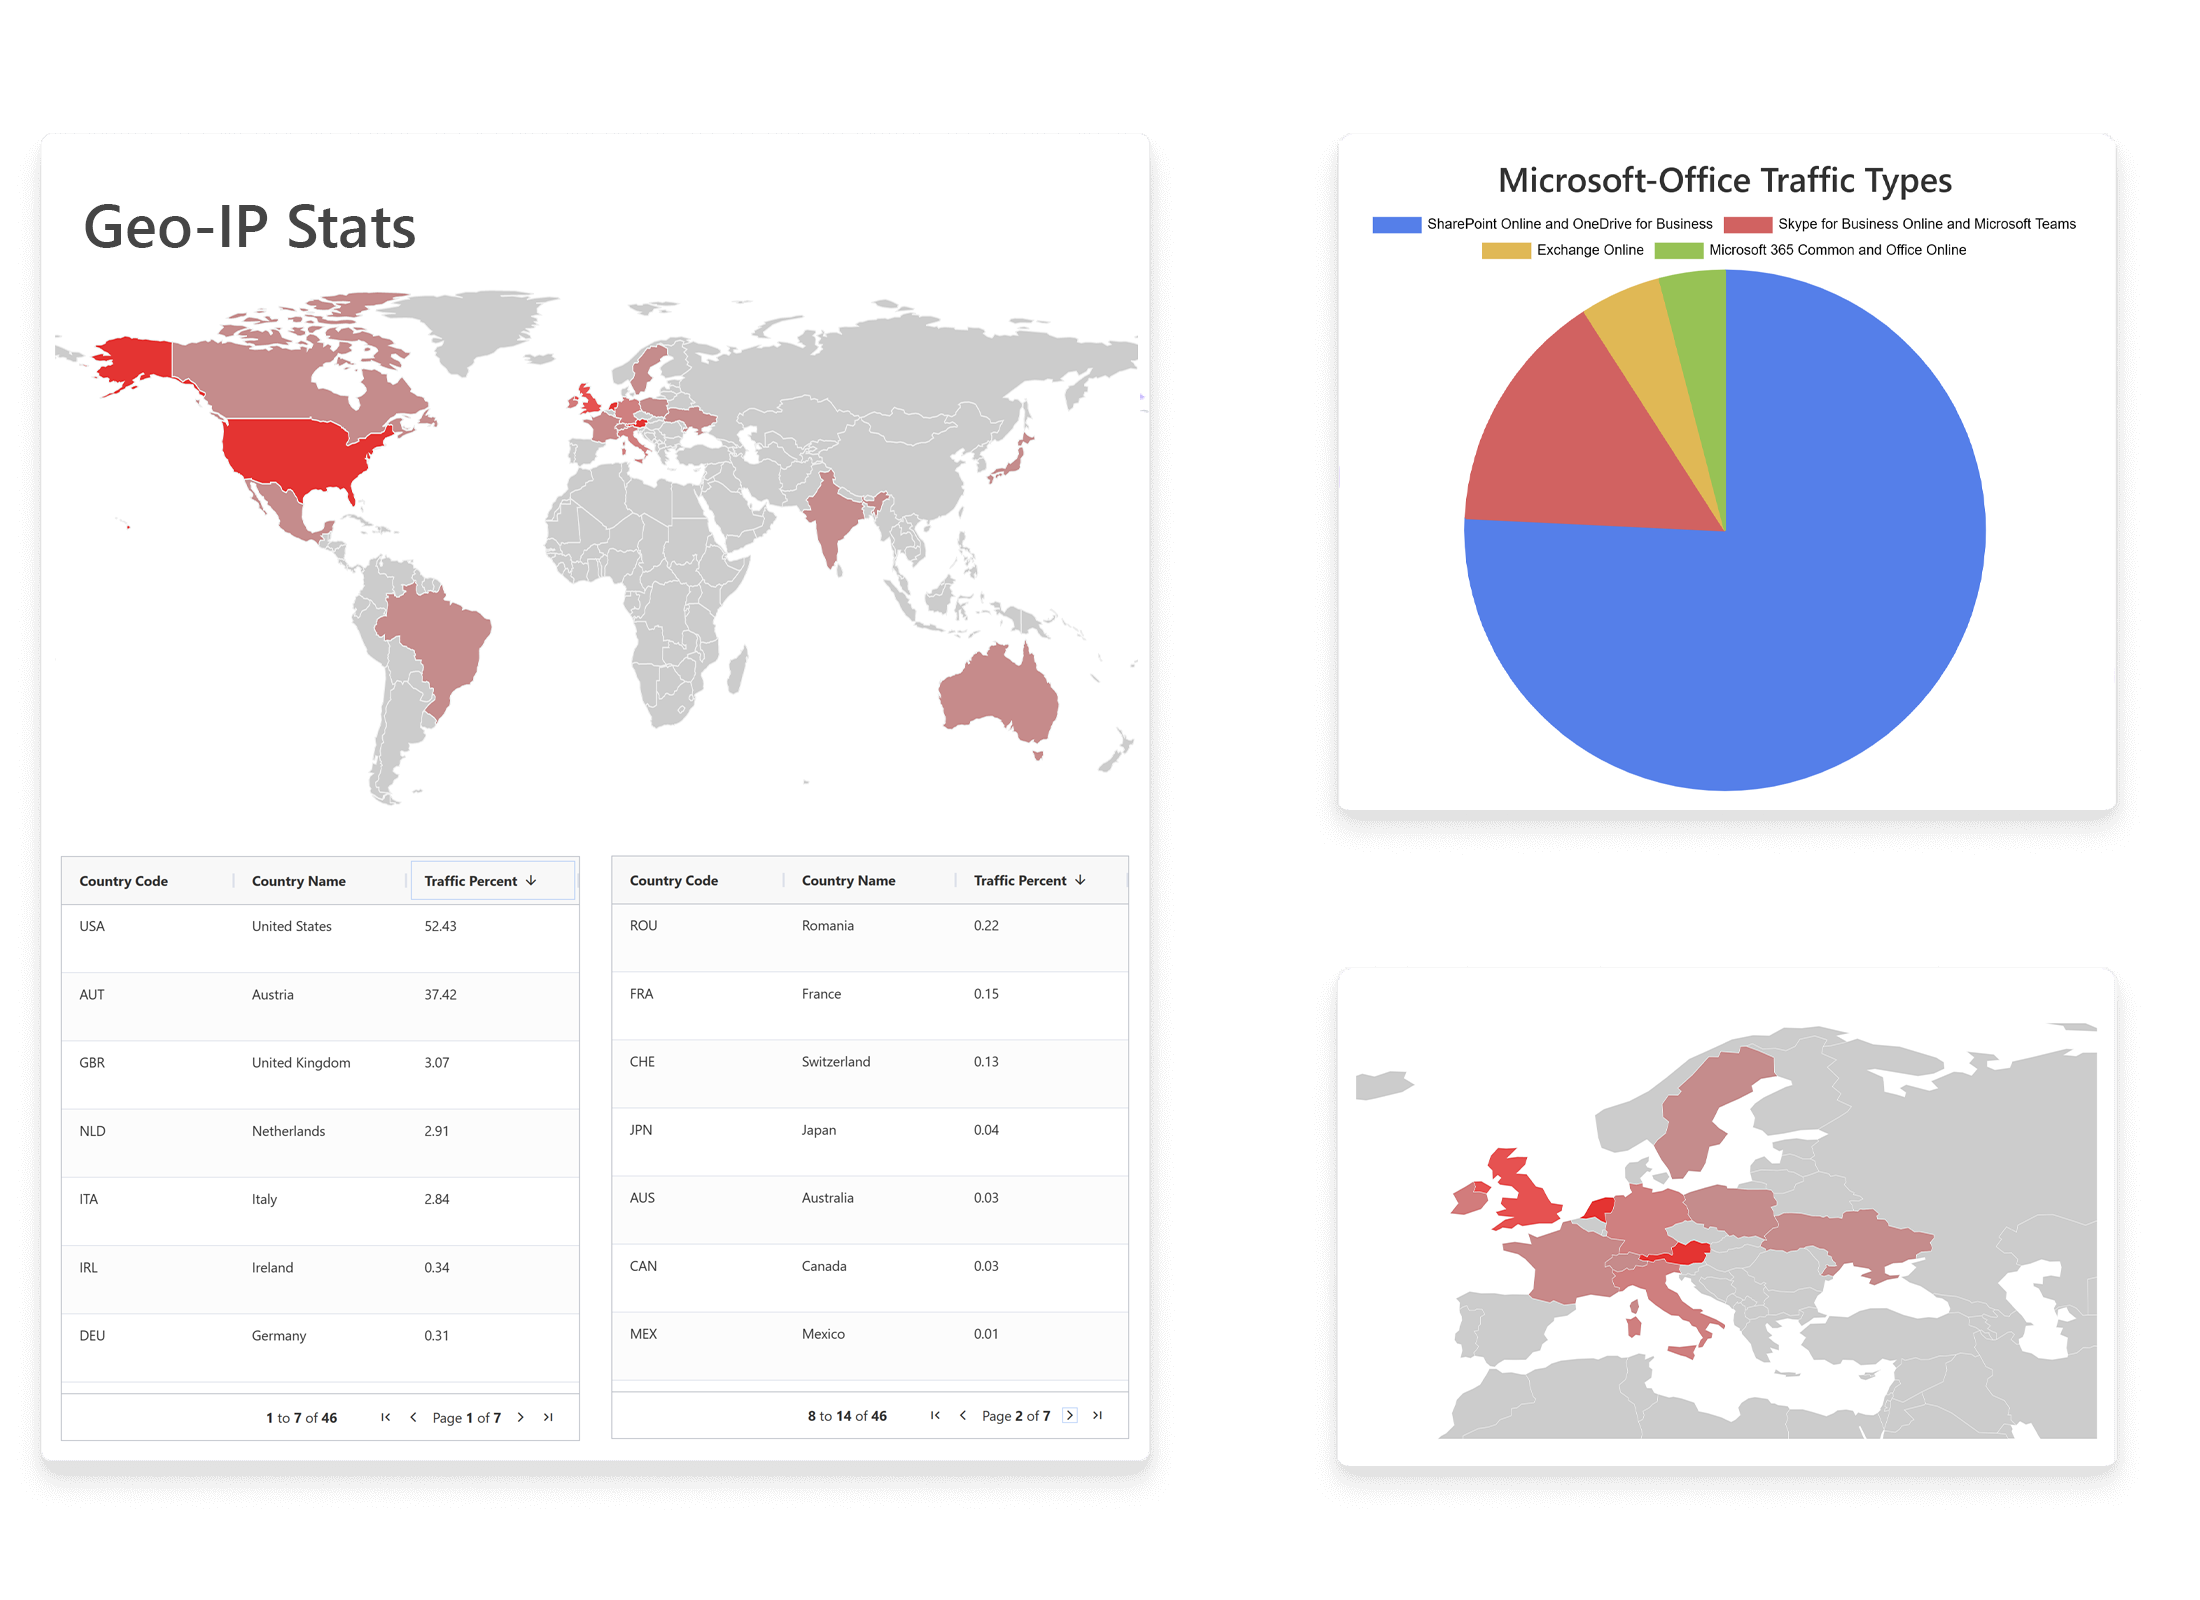 Geo-IP Stats
Country Code Country Name Traffic Percent ↓
USA United States 52.43
AUT Austria 37.42
GBR United Kingdom 3.07
NLD Netherlands 2.91
ITA Italy 2.84
IRL Ireland 0.34
DEU Germany 0.31
1 to 7 of 46 Page 1 of 7
Country Code Country Name Traffic Percent ↓
ROU Romania 0.22
FRA France 0.15
CHE Switzerland 0.13
JPN Japan 0.04
AUS Australia 0.03
CAN Canada 0.03
MEX Mexico 0.01
8 to 14 of 46 Page 2 of 7
Microsoft-Office Traffic Types
SharePoint Online and OneDrive for Business Skype for Business Online and Microsoft Teams
Exchange Online Microsoft 365 Common and Office Online